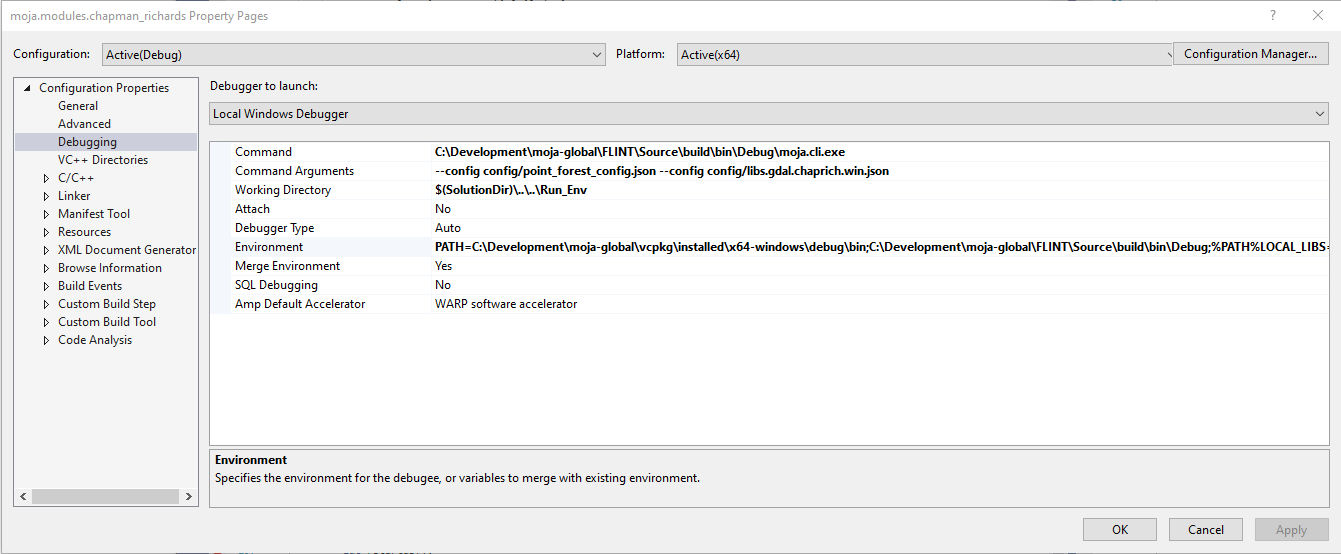 moja.modules.chapman_richards Property Pages
Configuration: Active(Debug) Platform: Active(x64) Configuration Manager...
Configuration Properties
General
Advanced
Debugging
VC++ Directories
C/C++
Linker
Manifest Tool
Resources
XML Document Generator
Browse Information
Build Events
Custom Build Step
Custom Build Tool
Code Analysis
Debugger to launch:
Local Windows Debugger
Command C:\Development\moja-global\FLINT\Source\build\bin\Debug\moja.cli.exe
Command Arguments --config config/point_forest_config.json --config config/libs.gdal.chaprich.win.json
Working Directory $(SolutionDir)\..\..\Run_Env
Attach No
Debugger Type Auto
Environment PATH=C:\Development\moja-global\vcpkg\installed\x64-windows\debug\bin;C:\Development\moja-global\FLINT\Source\build\bin\Debug;%PATH%LOCAL_LIBS=
Merge Environment Yes
SQL Debugging No
Amp Default Accelerator WARP software accelerator
Environment
Specifies the environment for the debugee, or variables to merge with existing environment.
OK Cancel Apply